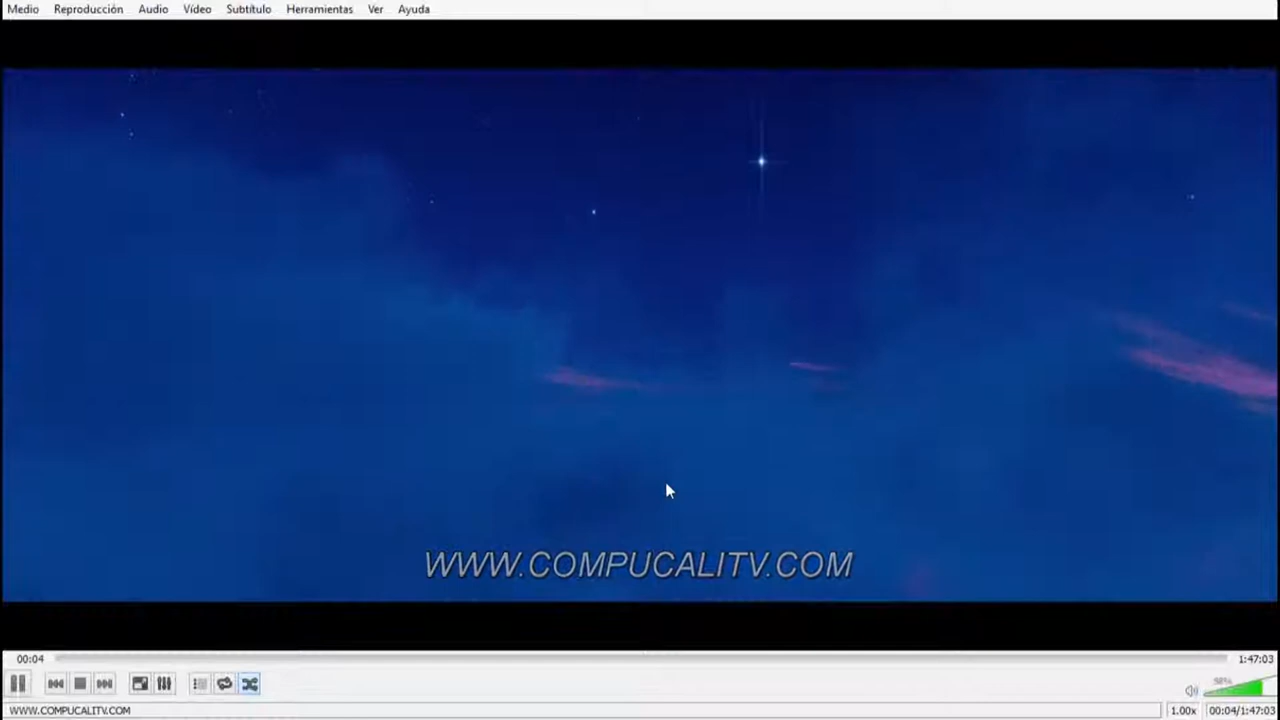 Medio Reproducción Audio Vídeo Subtítulo Herramientas Ver Ayuda
WWW.COMPUCALITV.COM
00:04 1:47:03
98%
WWW.COMPUCALITV.COM 1.00x 00:04/1:47:03